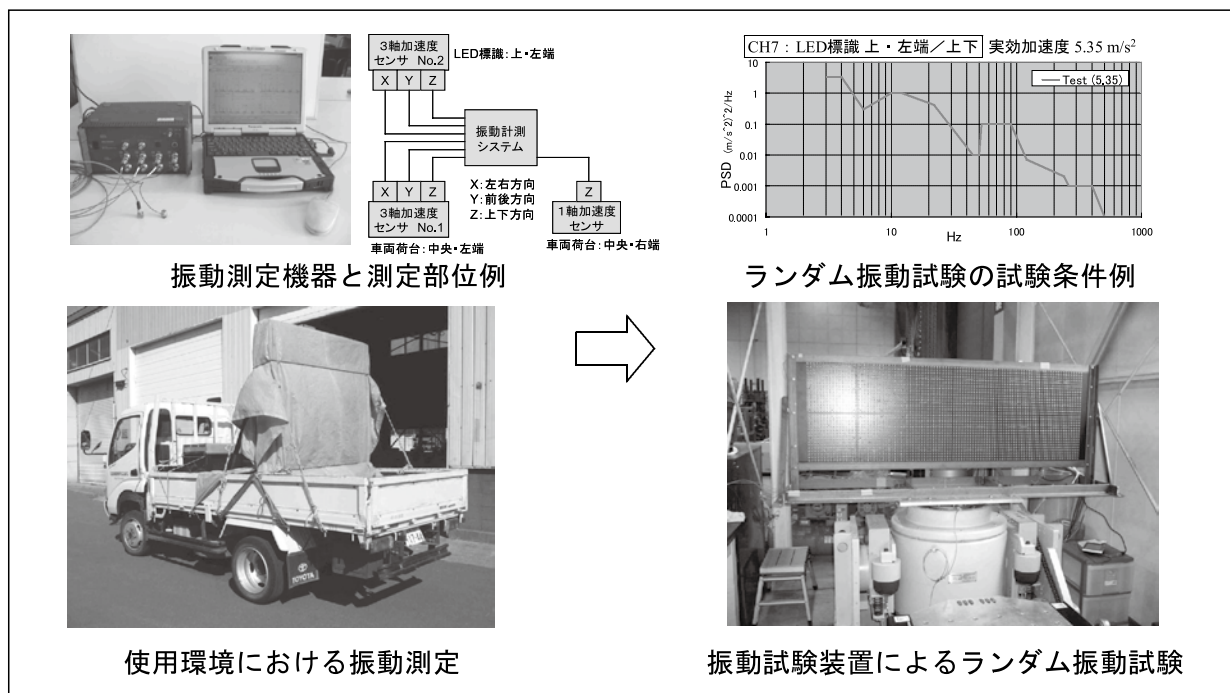 3軸加速度
センサ No.2
LED標識:上・左端
X Y Z
振動計測
システム
X Y Z
3軸加速度
センサ No.1
車両荷台:中央・左端
X:左右方向
Y:前後方向
Z:上下方向
Z
1軸加速度
センサ
車両荷台:中央・右端
振動測定機器と測定部位例
CH7:LED標識 上・左端/上下 実効加速度 5.35 m/s²
Test (5.35)
PSD (m/s^2)^2/Hz
10
1
0.1
0.01
0.001
0.0001
1 10 100 1000
Hz
ランダム振動試験の試験条件例
TOYOTA
使用環境における振動測定
振動試験装置によるランダム振動試験